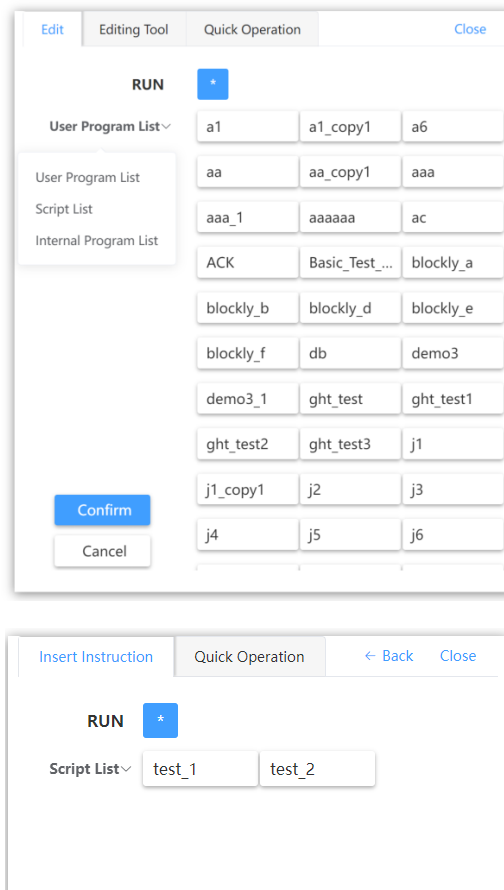 Edit Editing Tool Quick Operation Close
RUN *
User Program List a1 a1_copy1 a6
User Program List
Script List
Internal Program List
aa aa_copy1 aaa
aaa_1 aaaaaa ac
ACK Basic_Test_... blockly_a
blockly_b blockly_d blockly_e
blockly_f db demo3
demo3_1 ght_test ght_test1
ght_test2 ght_test3 j1
j1_copy1 j2 j3
j4 j5 j6
Confirm
Cancel
Insert Instruction Quick Operation ← Back Close
RUN *
Script List test_1 test_2